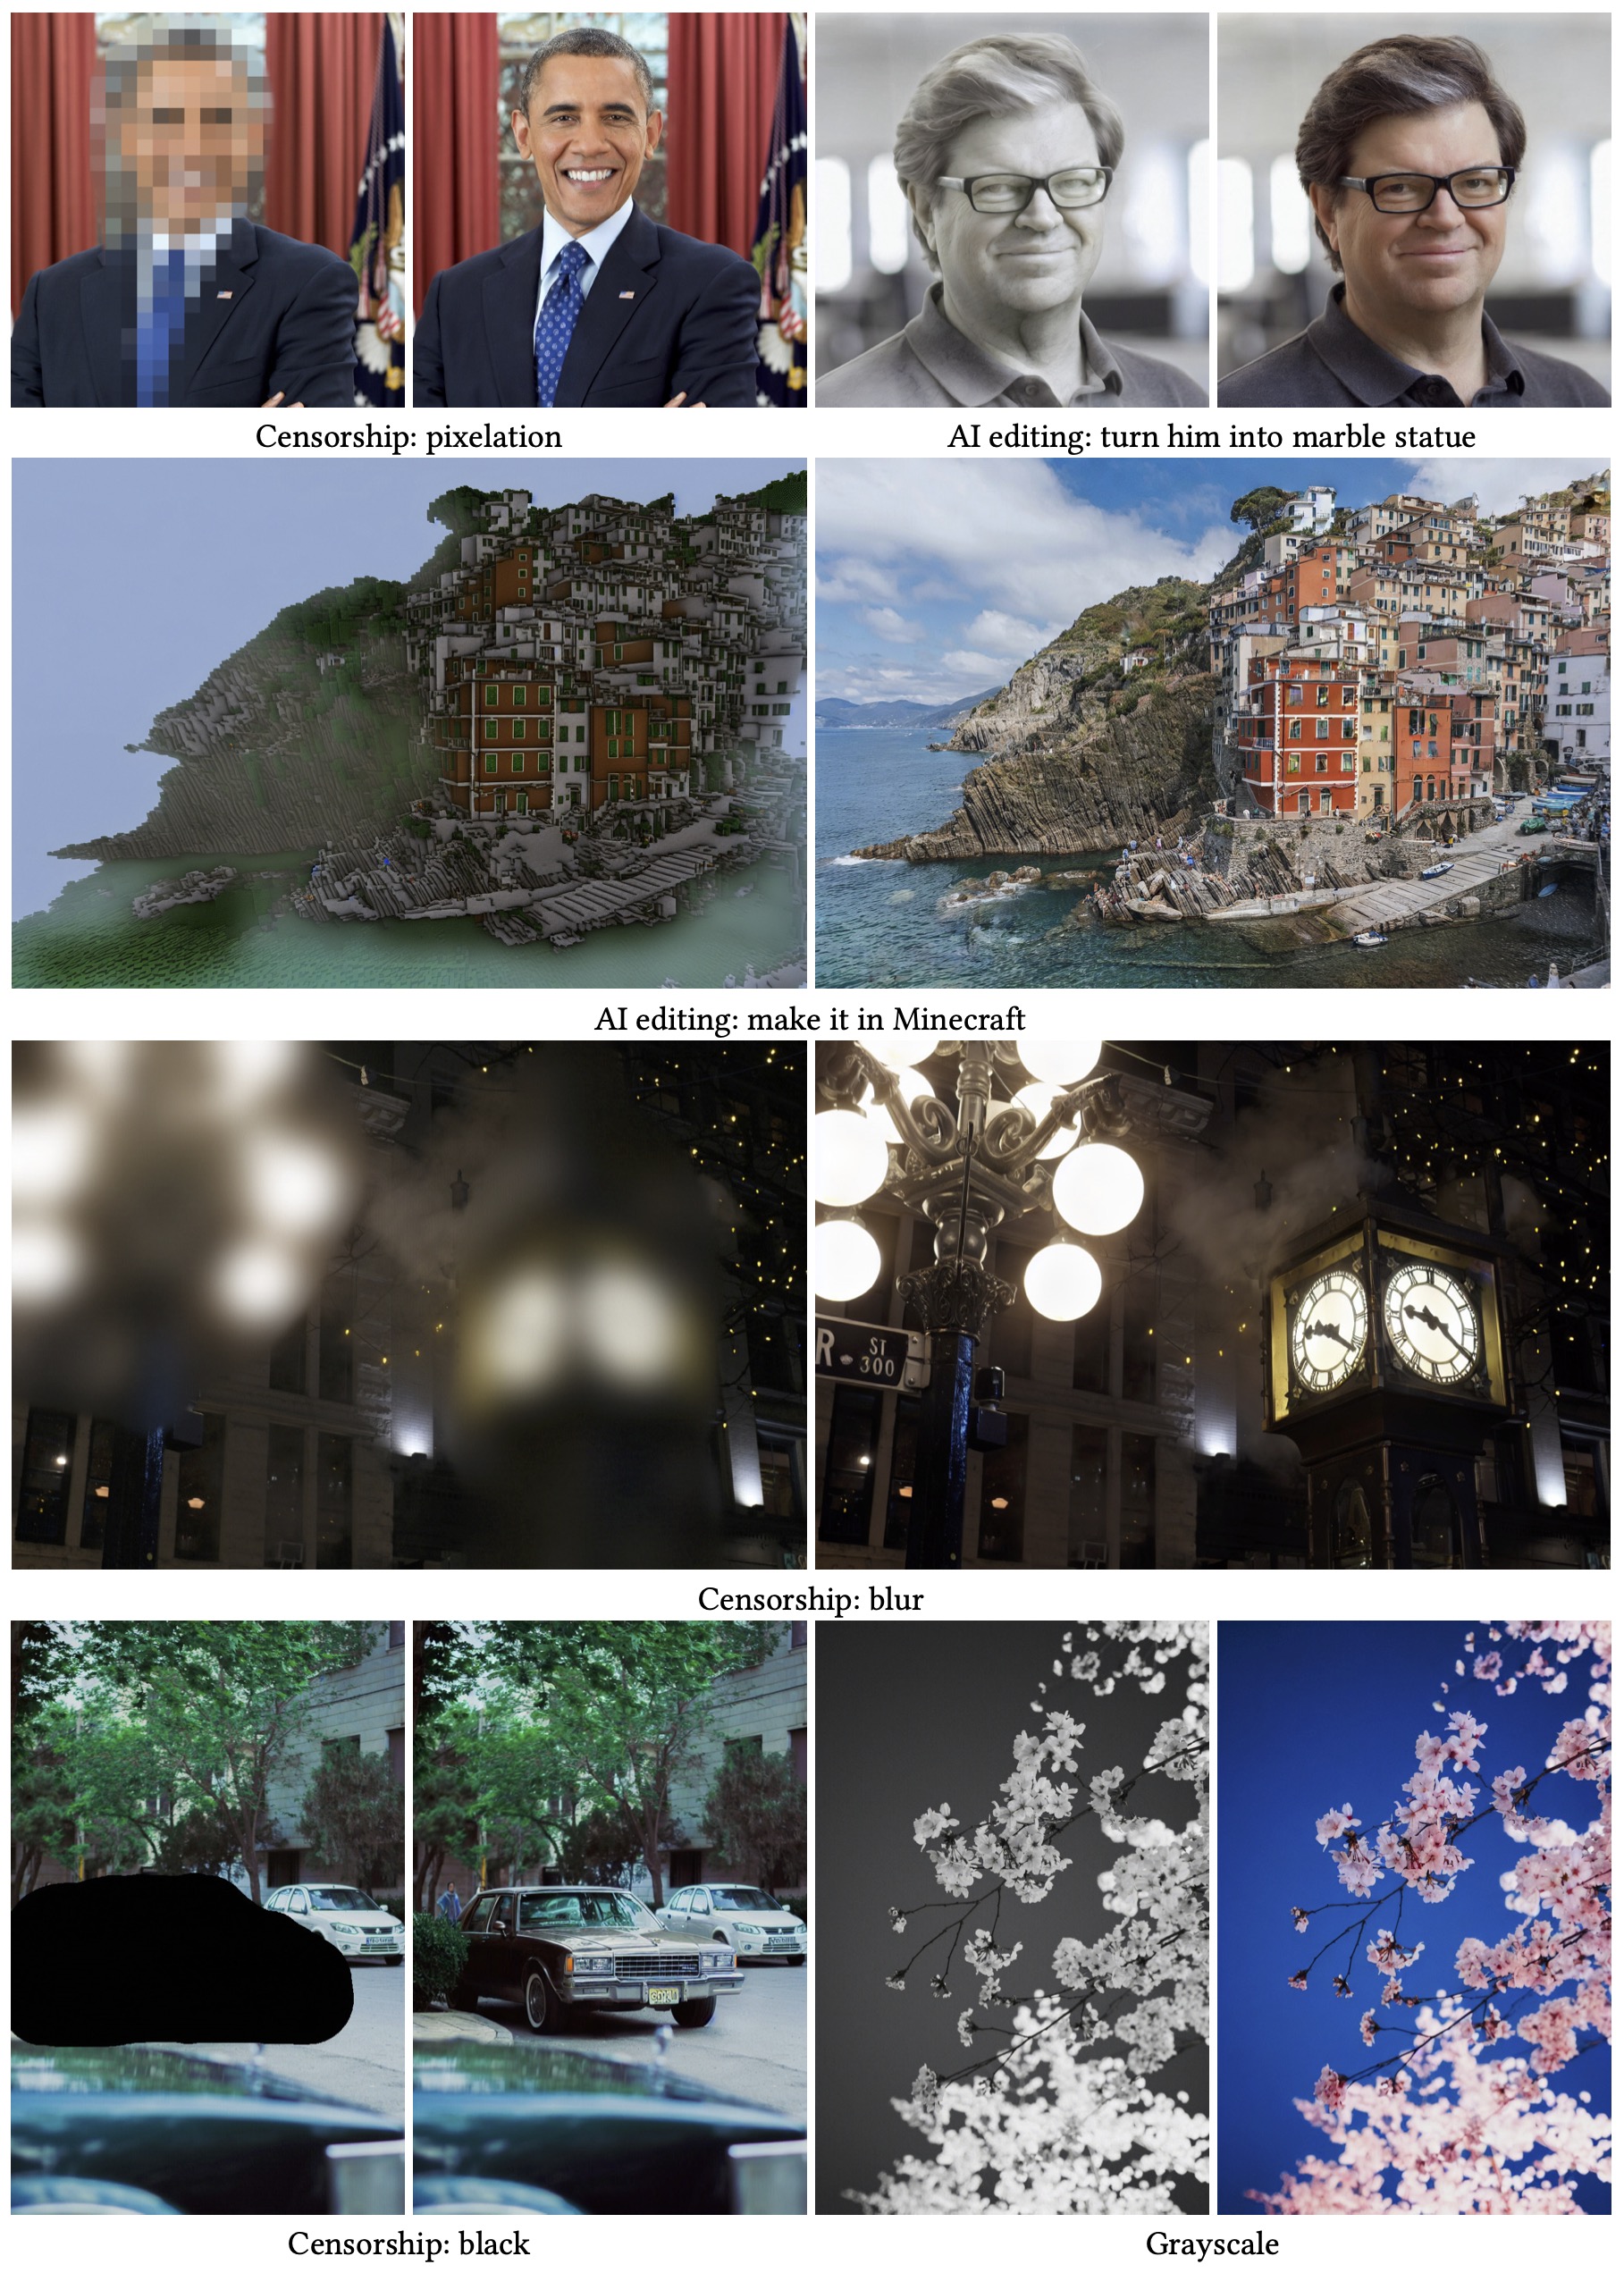 Censorship: pixelation
AI editing: turn him into marble statue
AI editing: make it in Minecraft
R ST
300
Censorship: blur
Censorship: black
Grayscale